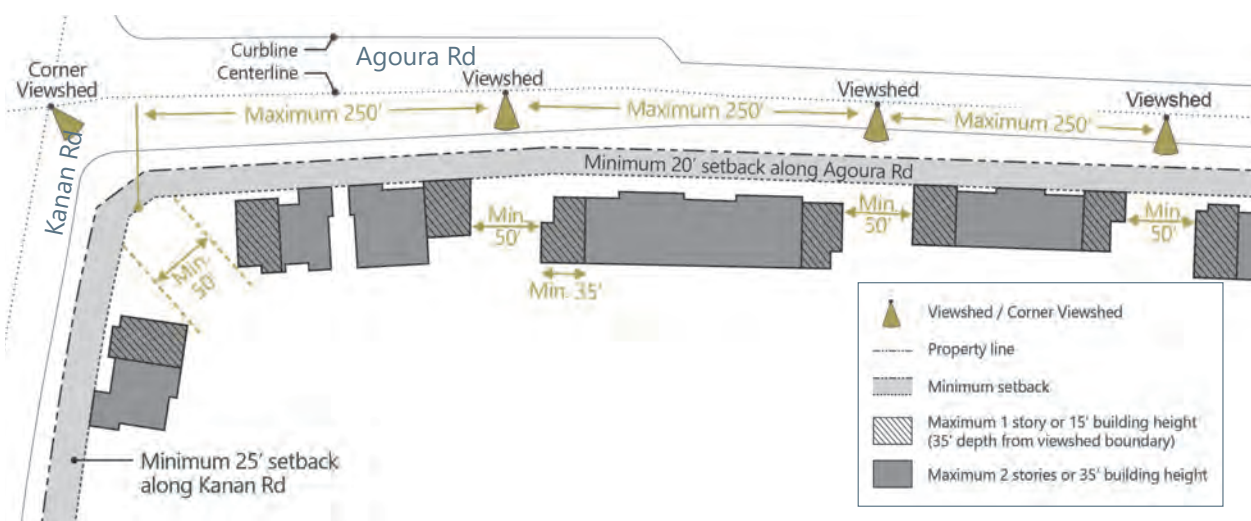 Curbline
Agoura Rd
Centerline
Corner
Viewshed
Viewshed
Viewshed
Viewshed
Maximum 250'
Maximum 250'
Maximum 250'
Kanan Rd
Minimum 20' setback along Agoura Rd
Min.
50'
Min
50'
Min.
50'
Min.
50'
Min. 35'
Viewshed / Corner Viewshed
Property line
Minimum setback
Maximum 1 story or 15' building height
(35' depth from viewshed boundary)
Maximum 2 stories or 35' building height
Minimum 25' setback
along Kanan Rd